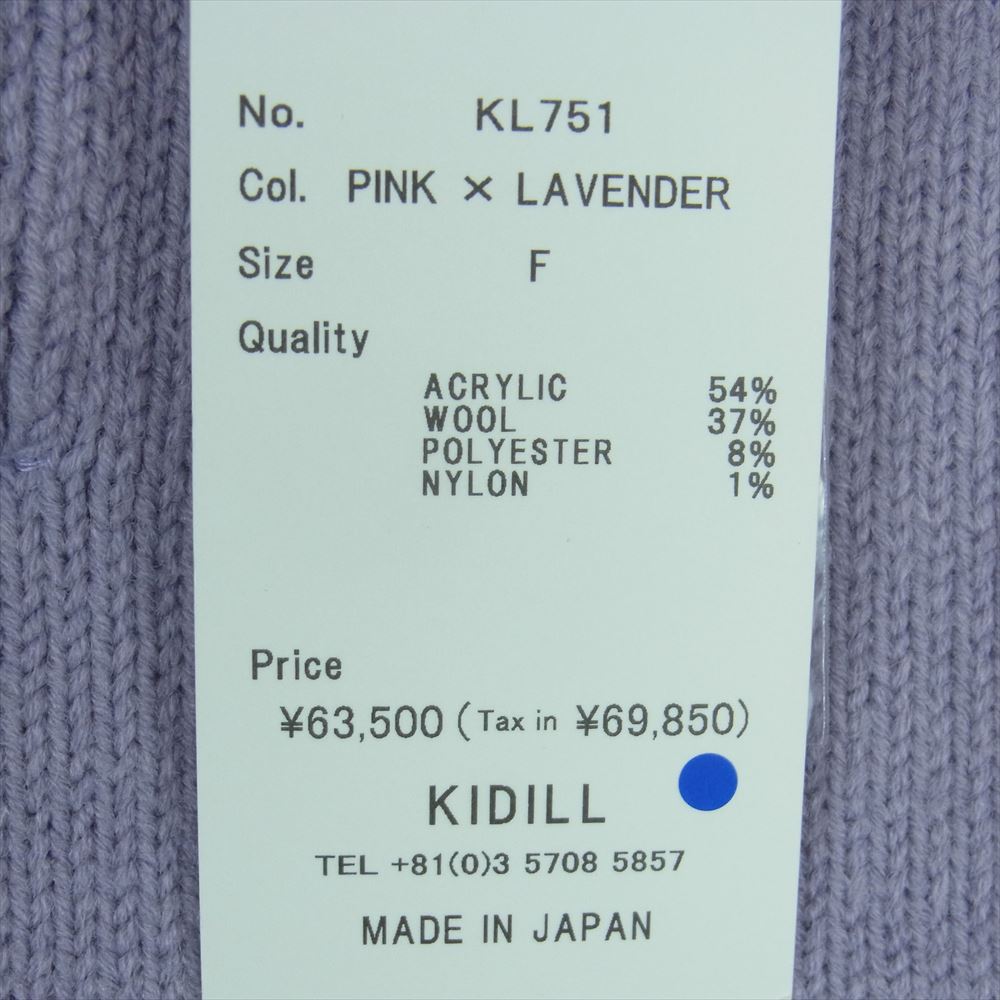 No. KL751
Col. PINK × LAVENDER
Size F
Quality
ACRYLIC 54%
WOOL 37%
POLYESTER 8%
NYLON 1%
Price
¥63,500 (Tax in ¥69,850)
KIDILL
TEL +81(0)3 5708 5857
MADE IN JAPAN